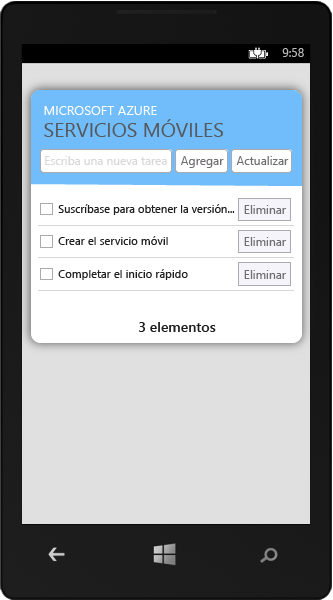 9:58
MICROSOFT AZURE
SERVICIOS MÓVILES
Escriba una nueva tarea Agregar Actualizar
Suscríbase para obtener la versión... Eliminar
Crear el servicio móvil Eliminar
Completar el inicio rápido Eliminar
3 elementos